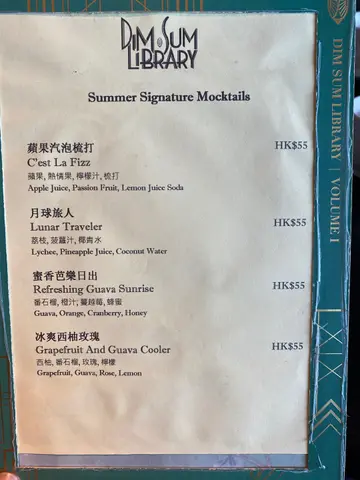 DIM SUM
LIBRARY
Summer Signature Mocktails
蘋果汽泡梳打 HK$55
C'est La Fizz
蘋果, 熱情果, 檸檬汁, 梳打
Apple Juice, Passion Fruit, Lemon Juice Soda
月球旅人
Lunar Traveler HK$55
荔枝, 菠蘿汁, 椰青水
Lychee, Pineapple Juice, Coconut Water
蜜香芭樂日出
Refreshing Guava Sunrise HK$55
番石榴, 橙汁, 蔓越莓, 蜂蜜
Guava, Orange, Cranberry, Honey
冰爽西柚玫瑰
Grapefruit And Guava Cooler HK$55
西柚, 番石榴, 玫瑰, 檸檬
Grapefruit, Guava, Rose, Lemon
DIM SUM LIBRARY | VOLUME I